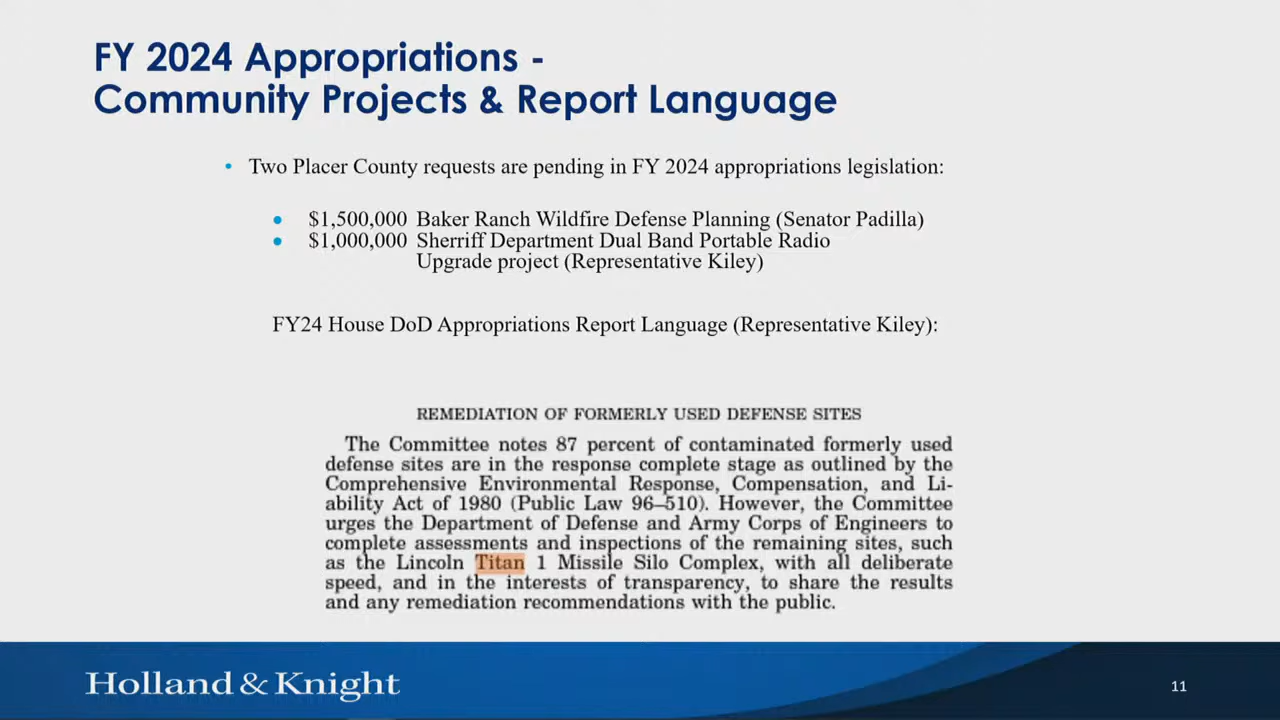 FY 2024 Appropriations -
Community Projects & Report Language
• Two Placer County requests are pending in FY 2024 appropriations legislation:
• $1,500,000 Baker Ranch Wildfire Defense Planning (Senator Padilla)
• $1,000,000 Sherriff Department Dual Band Portable Radio
Upgrade project (Representative Kiley)
FY24 House DoD Appropriations Report Language (Representative Kiley):
REMEDIATION OF FORMERLY USED DEFENSE SITES
The Committee notes 87 percent of contaminated formerly used
defense sites are in the response complete stage as outlined by the
Comprehensive Environmental Response, Compensation, and Li-
ability Act of 1980 (Public Law 96–510). However, the Committee
urges the Department of Defense and Army Corps of Engineers to
complete assessments and inspections of the remaining sites, such
as the Lincoln Titan 1 Missile Silo Complex, with all deliberate
speed, and in the interests of transparency, to share the results
and any remediation recommendations with the public.
Holland & Knight
11